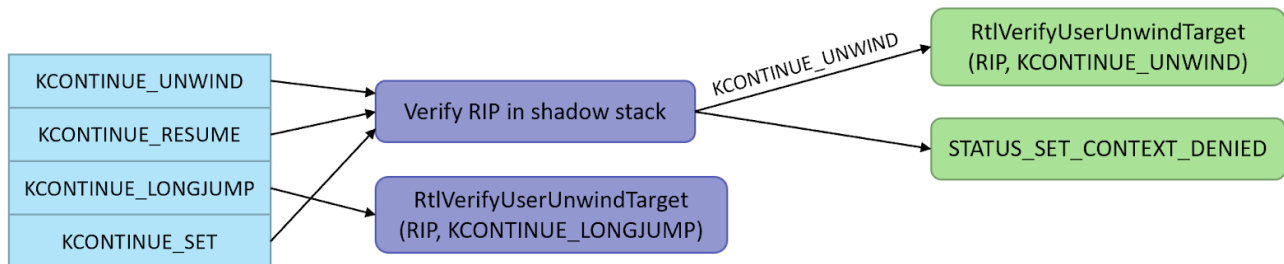 KCONTINUE_UNWIND
KCONTINUE_RESUME
KCONTINUE_LONGJUMP
KCONTINUE_SET
Verify RIP in shadow stack
RtlVerifyUserUnwindTarget
(RIP, KCONTINUE_LONGJUMP)
KCONTINUE_UNWIND
RtlVerifyUserUnwindTarget
(RIP, KCONTINUE_UNWIND)
STATUS_SET_CONTEXT_DENIED